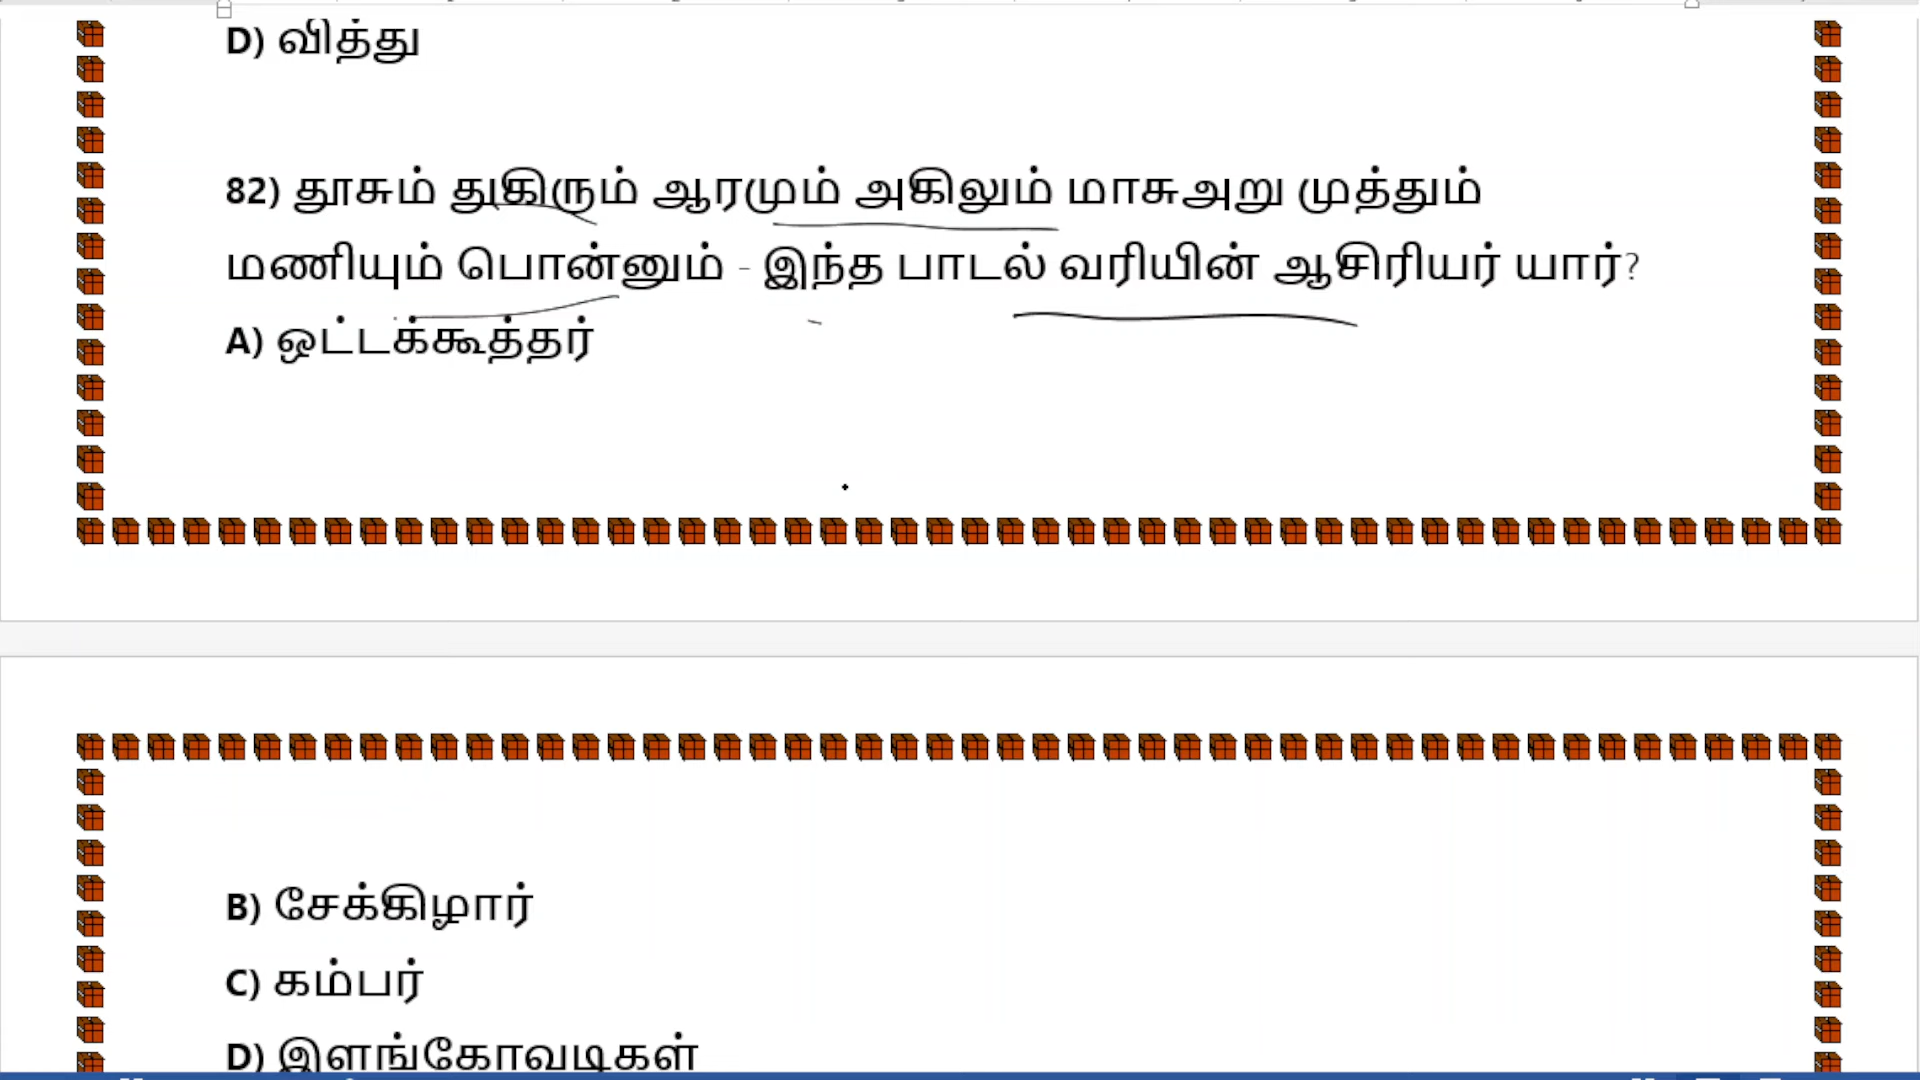 D) வித்து
82) தூசும் துகிரும் ஆரமும் அகிலும் மாசுஅறு முத்தும்
மணியும் பொன்னும் - இந்த பாடல் வரியின் ஆசிரியர் யார்?
A) ஒட்டக்கூத்தர்
B) சேக்கிழார்
C) கம்பர்
D) இளங்கோவடிகள்